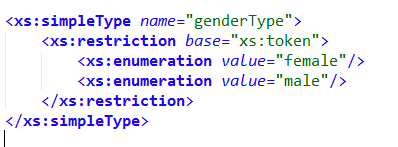 <xs:simpleType name="genderType">
    <xs:restriction base="xs:token">
        <xs:enumeration value="female"/>
        <xs:enumeration value="male"/>
    </xs:restriction>
</xs:simpleType>